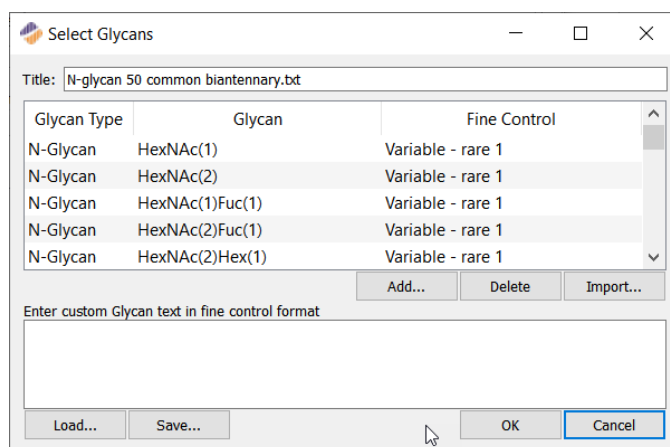 Select Glycans
Title: N-glycan 50 common biantennary.txt
Glycan Type Glycan Fine Control
N-Glycan HexNAc(1) Variable - rare 1
N-Glycan HexNAc(2) Variable - rare 1
N-Glycan HexNAc(1)Fuc(1) Variable - rare 1
N-Glycan HexNAc(2)Fuc(1) Variable - rare 1
N-Glycan HexNAc(2)Hex(1) Variable - rare 1
Add... Delete Import...
Enter custom Glycan text in fine control format
Load... Save... OK Cancel